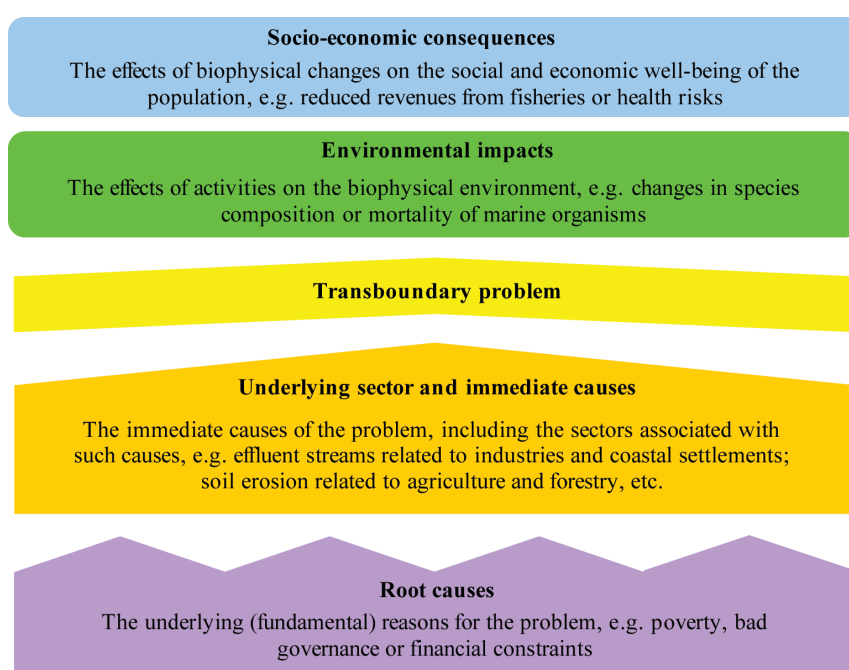 Socio-economic consequences
The effects of biophysical changes on the social and economic well-being of the
population, e.g. reduced revenues from fisheries or health risks
Environmental impacts
The effects of activities on the biophysical environment, e.g. changes in species
composition or mortality of marine organisms
Transboundary problem
Underlying sector and immediate causes
The immediate causes of the problem, including the sectors associated with
such causes, e.g. effluent streams related to industries and coastal settlements;
soil erosion related to agriculture and forestry, etc.
Root causes
The underlying (fundamental) reasons for the problem, e.g. poverty, bad
governance or financial constraints